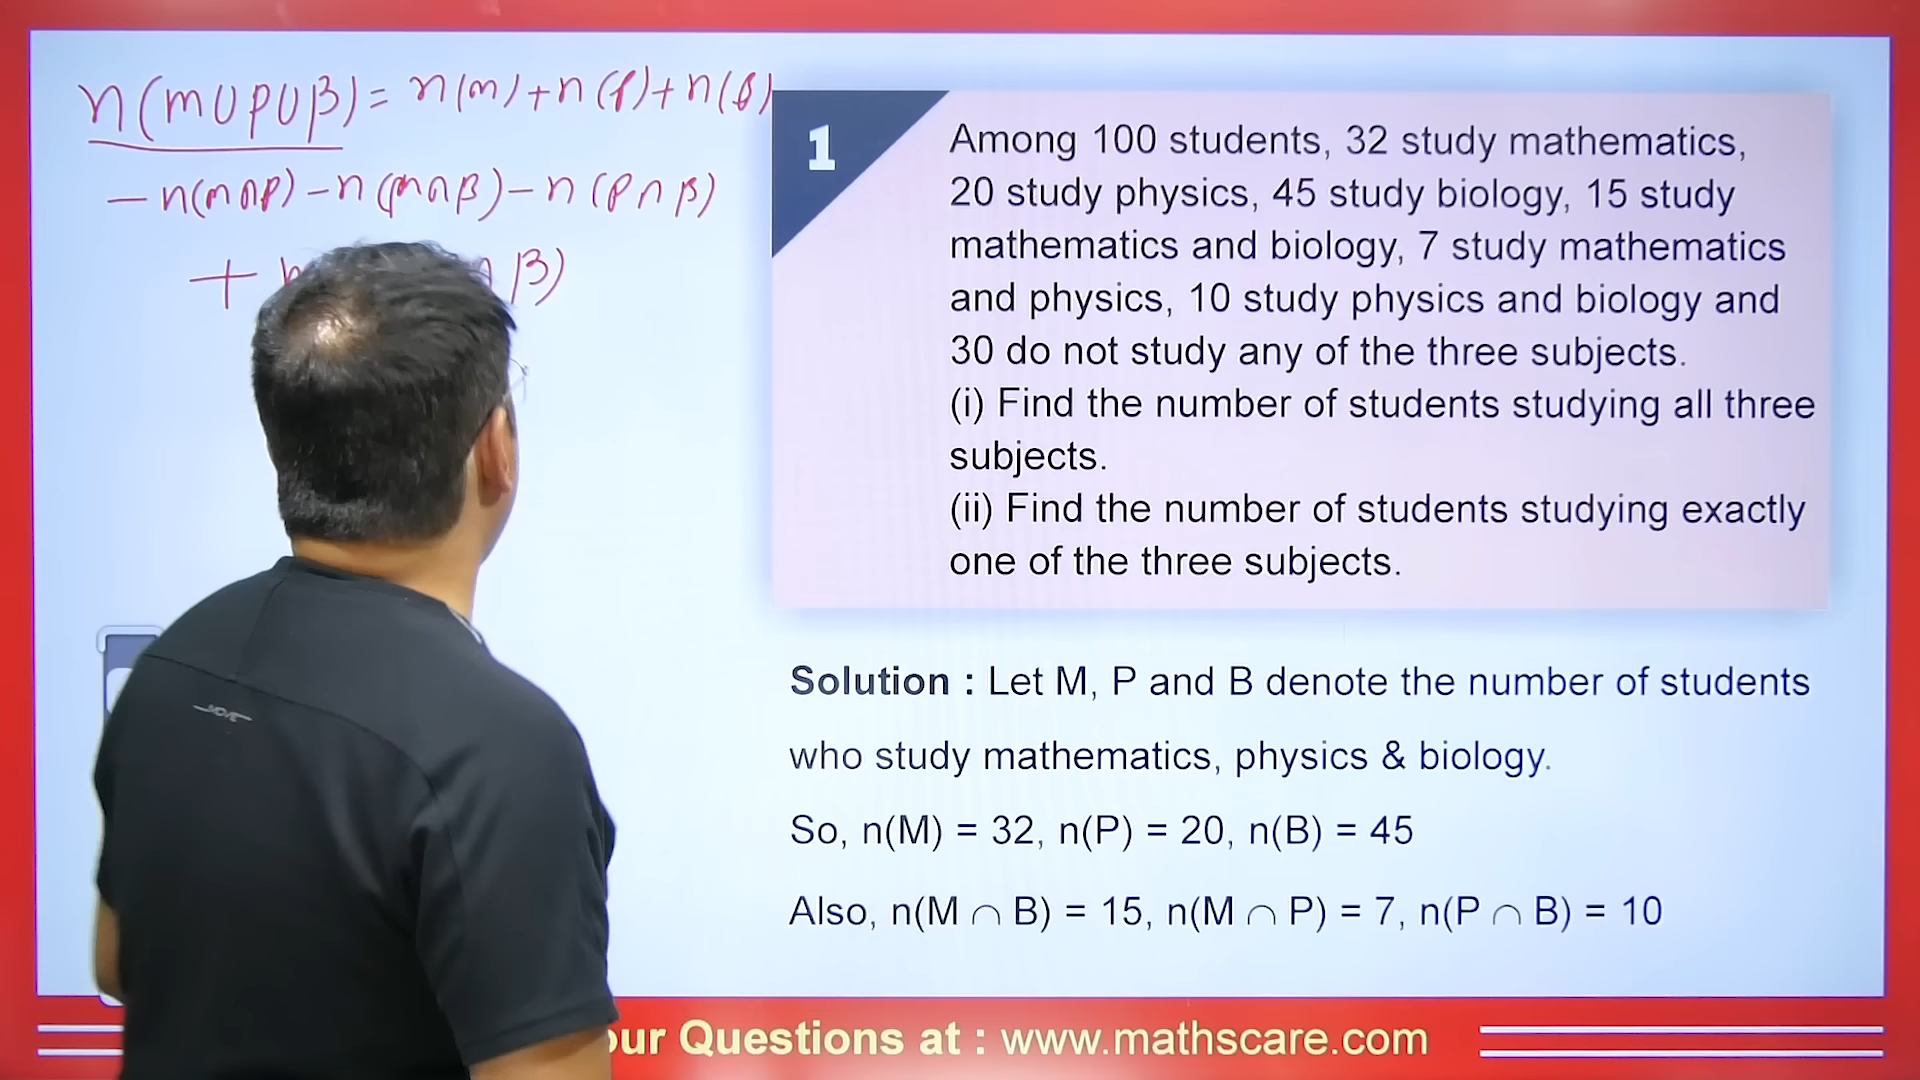 n(m∪p∪β) = n(m) + n(p) + n(β)
– n(m∩p) – n(m∩β) – n(p∩β)
+ β)
1
Among 100 students, 32 study mathematics,
20 study physics, 45 study biology, 15 study
mathematics and biology, 7 study mathematics
and physics, 10 study physics and biology and
30 do not study any of the three subjects.
(i) Find the number of students studying all three
subjects.
(ii) Find the number of students studying exactly
one of the three subjects.
Solution : Let M, P and B denote the number of students
who study mathematics, physics & biology.
So, n(M) = 32, n(P) = 20, n(B) = 45
Also, n(M ∩ B) = 15, n(M ∩ P) = 7, n(P ∩ B) = 10
our Questions at : www.mathscare.com